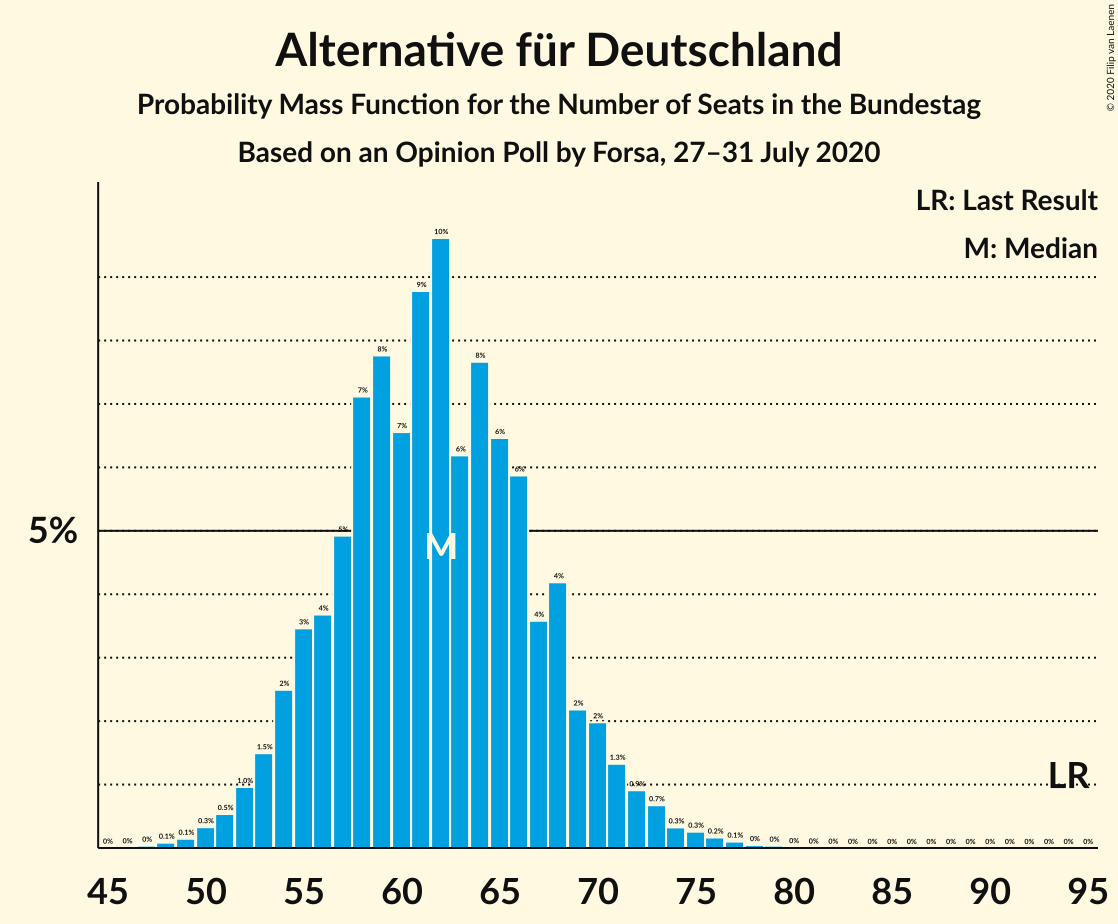 Alternative für Deutschland
Probability Mass Function for the Number of Seats in the Bundestag
Based on an Opinion Poll by Forsa, 27–31 July 2020
© 2020 Filip van Laenen
LR: Last Result
M: Median
5%
0% 0% 0% 0.1% 0.1% 0.3% 0.5% 1.0% 1.5% 2% 3% 4% 5% 7% 8% 7% 9% 10% 6% 8% 6% 6% 4% 4% 2% 2% 1.3% 0.9% 0.7% 0.3% 0.3% 0.2% 0.1% 0% 0% 0% 0% 0% 0% 0% 0% 0% 0% 0% 0% 0% 0% 0% 0% 0% 0%
M
LR
45 50 55 60 65 70 75 80 85 90 95